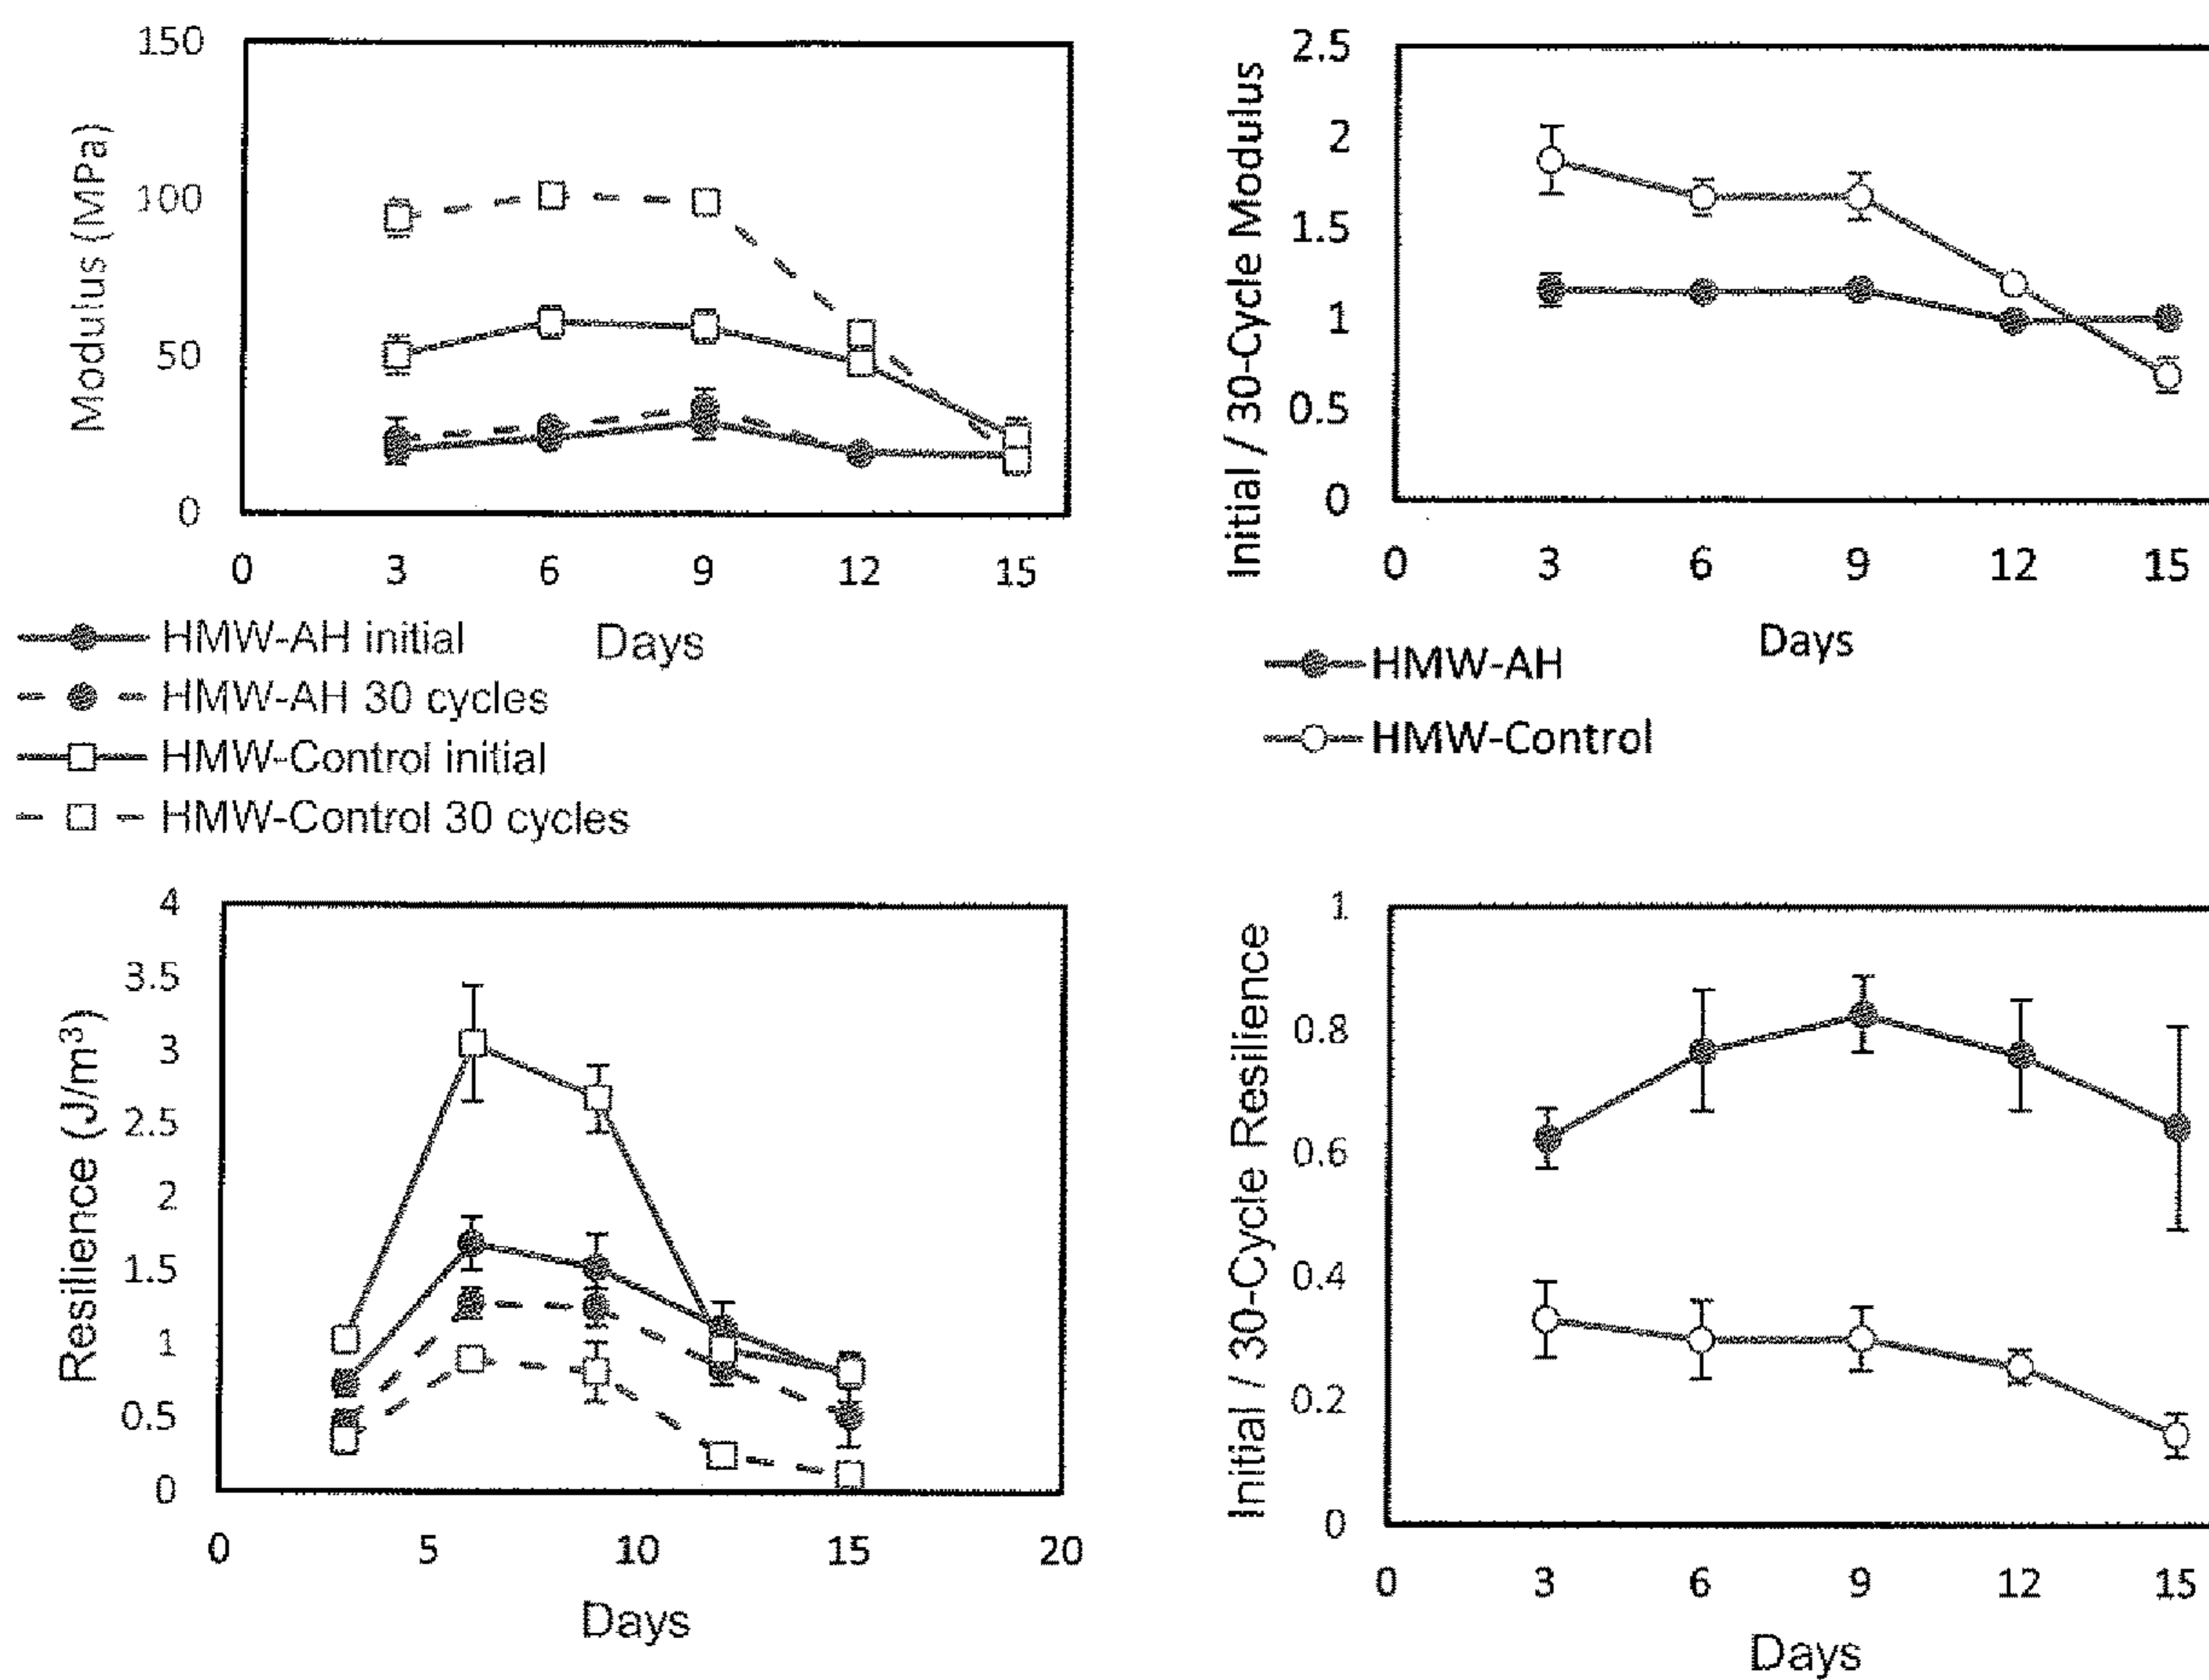 150
100
50
0
Modulus (MPa)
0 3 6 9 12 15
Days
HMW-AH initial
HMW-AH 30 cycles
HMW-Control initial
HMW-Control 30 cycles
2.5
2
1.5
1
0.5
0
Initial / 30-Cycle Modulus
0 3 6 9 12 15
Days
HMW-AH
HMW-Control
4
3.5
3
2.5
2
1.5
1
0.5
0
Resilience (J/m³)
0 5 10 15 20
Days
1
0.8
0.6
0.4
0.2
0
Initial / 30-Cycle Resilience
0 3 6 9 12 15
Days